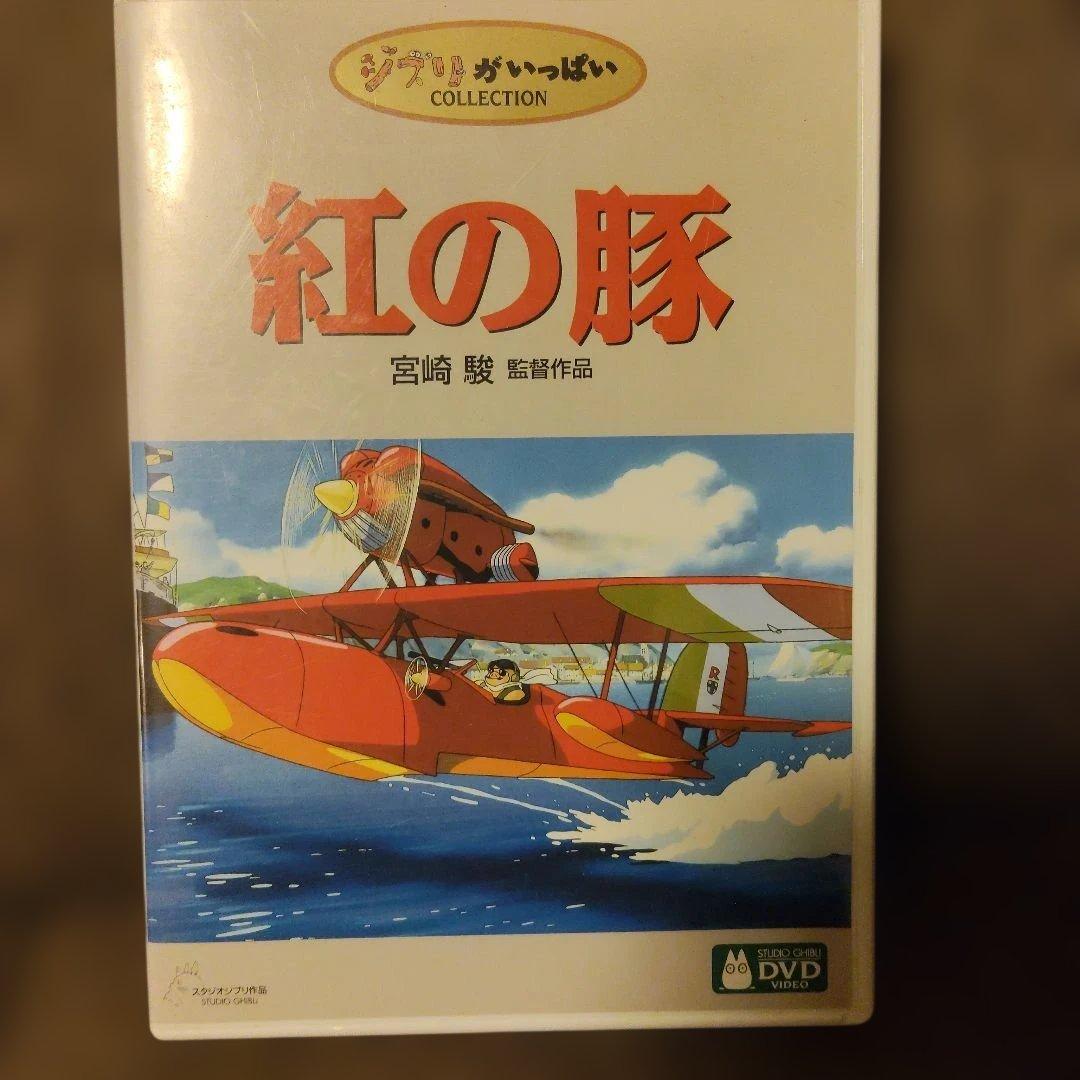 ジブリがいっぱい
COLLECTION
紅の豚
宮崎 駿 監督作品
R
スタジオジブリ作品
STUDIO GHIBLI
STUDIO GHIBLI
DVD
VIDEO